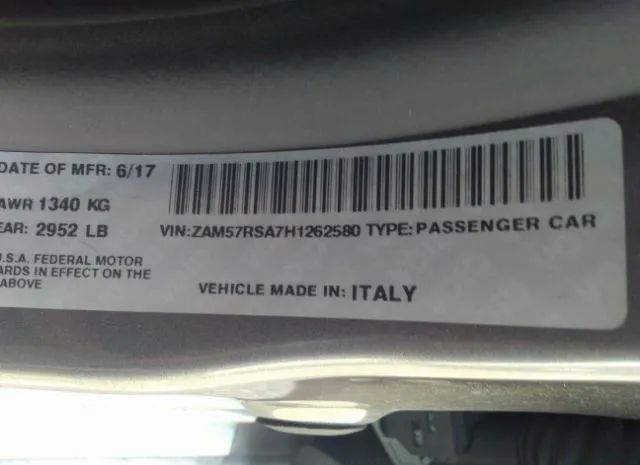 DATE OF MFR: 6/17
AWR 1340 KG
EAR: 2952 LB
VIN:ZAM57RSA7H1262580 TYPE: PASSENGER CAR
U.S.A. FEDERAL MOTOR
ARDS IN EFFECT ON THE
ABOVE
VEHICLE MADE IN: ITALY